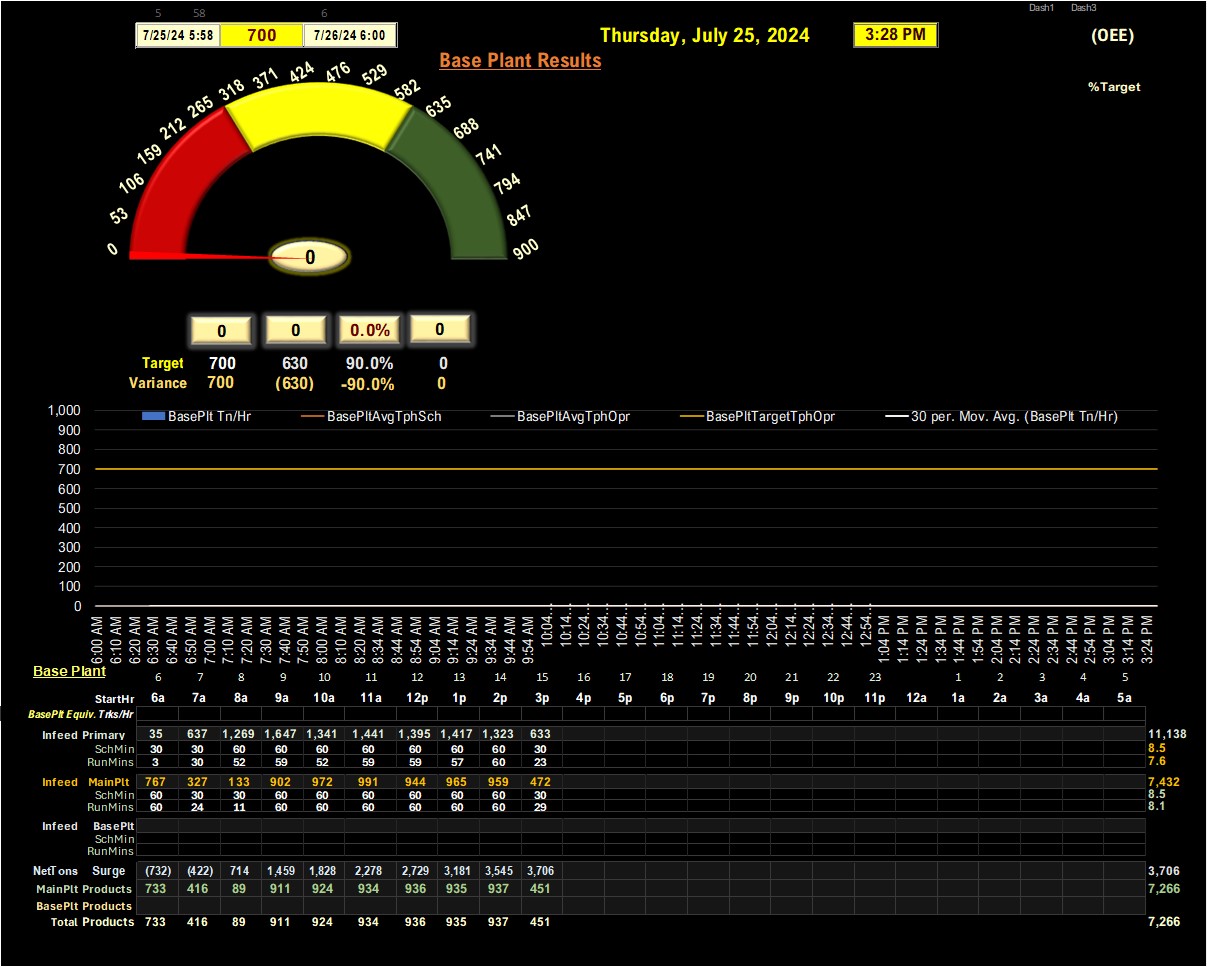 5 58 6 Dash1 Dash3
7/25/24 5:58 700 7/26/24 6:00 Thursday, July 25, 2024 3:28 PM (OEE)
Base Plant Results
%Target
0 53 106 159 212 265 318 371 424 476 529 582 635 688 741 794 847 900
0
0 0 0.0% 0
Target 700 630 90.0% 0
Variance 700 (630) -90.0% 0
BasePlt Tn/Hr BasePltAvgTphSch BasePltAvgTphOpr BasePltTargetTphOpr 30 per. Mov. Avg. (BasePlt Tn/Hr)
1,000
900
800
700
600
500
400
300
200
100
0
6:00 AM 6:10 AM 6:20 AM 6:30 AM 6:40 AM 6:50 AM 7:00 AM 7:10 AM 7:20 AM 7:30 AM 7:40 AM 7:50 AM 8:00 AM 8:10 AM 8:24 AM 8:34 AM 8:44 AM 8:54 AM 9:04 AM 9:14 AM 9:34 AM 9:44 AM 9:54 AM 10:04... 10:14... 10:24... 10:34... 10:44... 10:54... 11:04... 11:14... 11:24... 11:34... 11:44... 11:54... 12:04... 12:14... 12:24... 12:44... 12:54... 1:04 PM 1:14 PM 1:24 PM 1:34 PM 1:44 PM 1:54 PM 2:04 PM 2:14 PM 2:24 PM 2:34 PM 2:44 PM 2:54 PM 3:04 PM 3:14 PM 3:24 PM
Base Plant 6 7 8 9 10 11 12 13 14 15 16 17 18 19 20 21 22 23 1 2 3 4 5
StartHr 6a 7a 8a 9a 10a 11a 12p 1p 2p 3p 4p 5p 6p 7p 8p 9p 10p 11p 12a 1a 2a 3a 4a 5a
BasePlt Equiv. Trks/Hr
Infeed Primary 35 637 1,269 1,647 1,341 1,441 1,395 1,417 1,323 633 11,138
SchMin 30 30 60 60 60 60 60 60 60 30 8.5
RunMins 3 30 52 59 52 59 59 57 60 23 7.6
Infeed MainPlt 767 327 133 902 972 991 944 965 959 472 7,432
SchMin 60 30 30 60 60 60 60 60 60 30 8.5
RunMins 60 24 11 60 60 60 60 60 60 29 8.1
Infeed BasePlt
SchMin
RunMins
NetTons Surge (732) (422) 714 1,459 1,828 2,278 2,729 3,181 3,545 3,706 3,706
MainPlt Products 733 416 89 911 924 934 936 935 937 451 7,266
BasePlt Products
Total Products 733 416 89 911 924 934 936 935 937 451 7,266